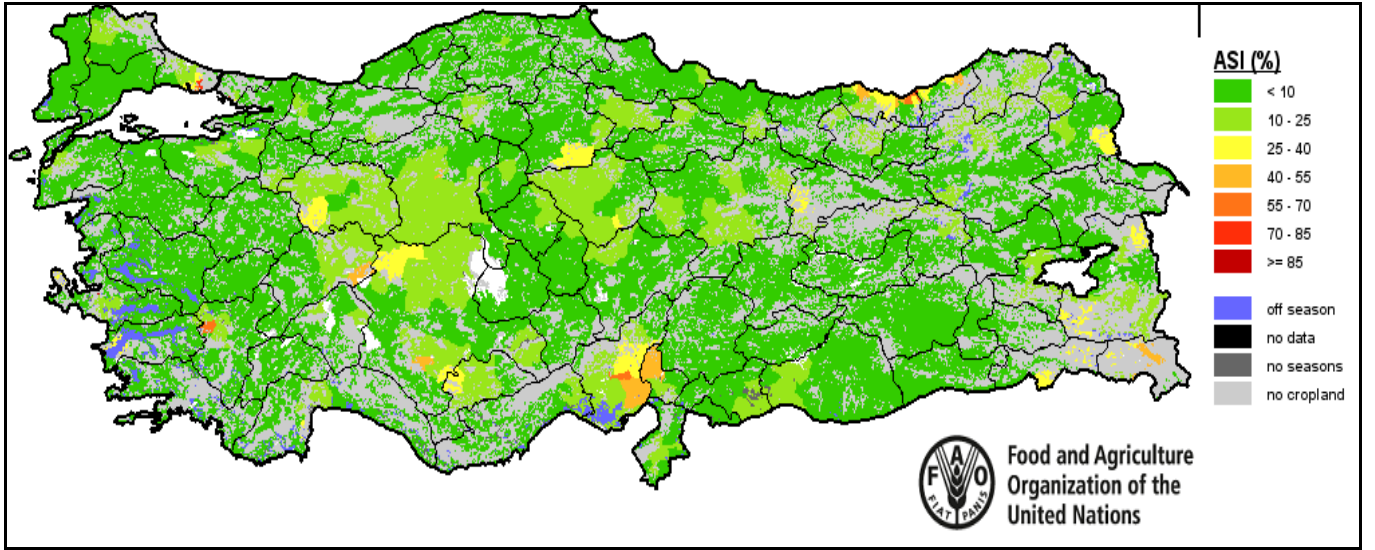 ASI (%)
< 10
10 - 25
25 - 40
40 - 55
55 - 70
70 - 85
>= 85
off season
no data
no seasons
no cropland
F A O
FIAT PANIS
Food and Agriculture
Organization of the
United Nations